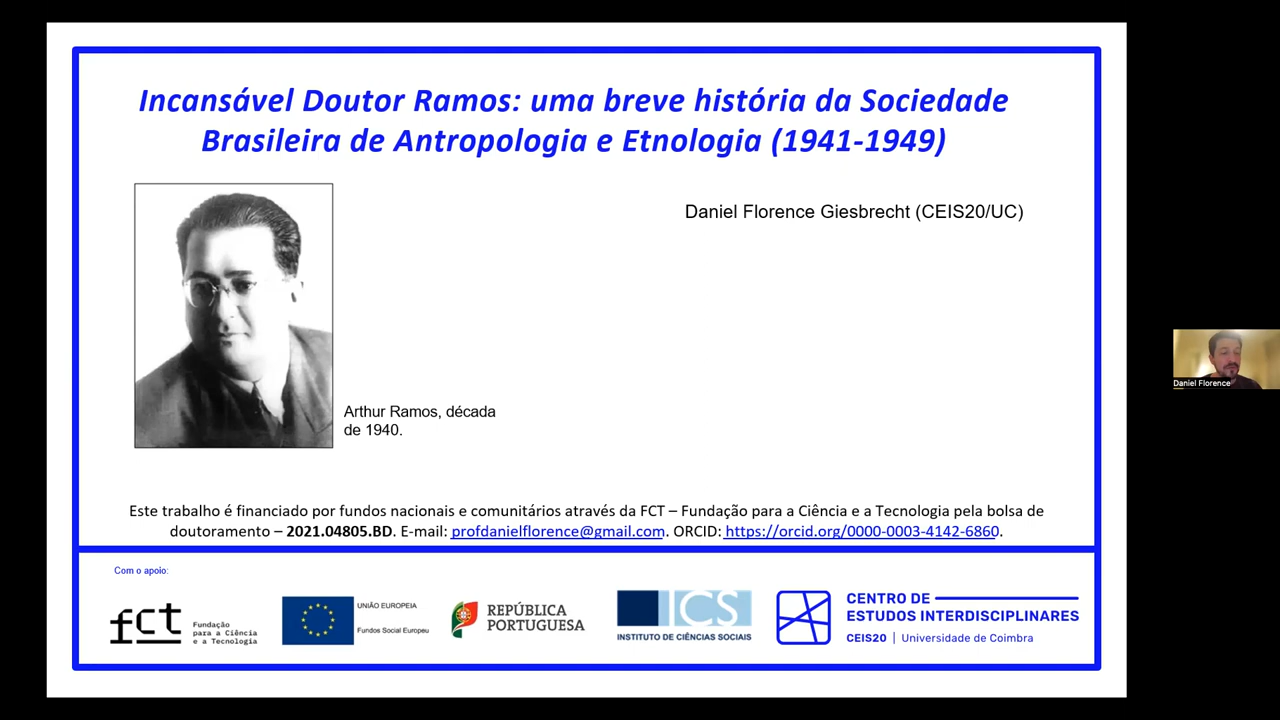 Incansável Doutor Ramos: uma breve história da Sociedade
Brasileira de Antropologia e Etnologia (1941-1949)
Daniel Florence Giesbrecht (CEIS20/UC)
Arthur Ramos, década
de 1940.
Este trabalho é financiado por fundos nacionais e comunitários através da FCT – Fundação para a Ciência e a Tecnologia pela bolsa de
doutoramento – 2021.04805.BD. E-mail: profdanielflorence@gmail.com. ORCID: https://orcid.org/0000-0003-4142-6860.
Com o apoio:
fct
Fundação
para a Ciência
e a Tecnologia
UNIÃO EUROPEIA
Fundos Social Europeu
REPÚBLICA
PORTUGUESA
ICS
INSTITUTO DE CIÊNCIAS SOCIAIS
CENTRO DE
ESTUDOS INTERDISCIPLINARES
CEIS20 | Universidade de Coimbra
Daniel Florence